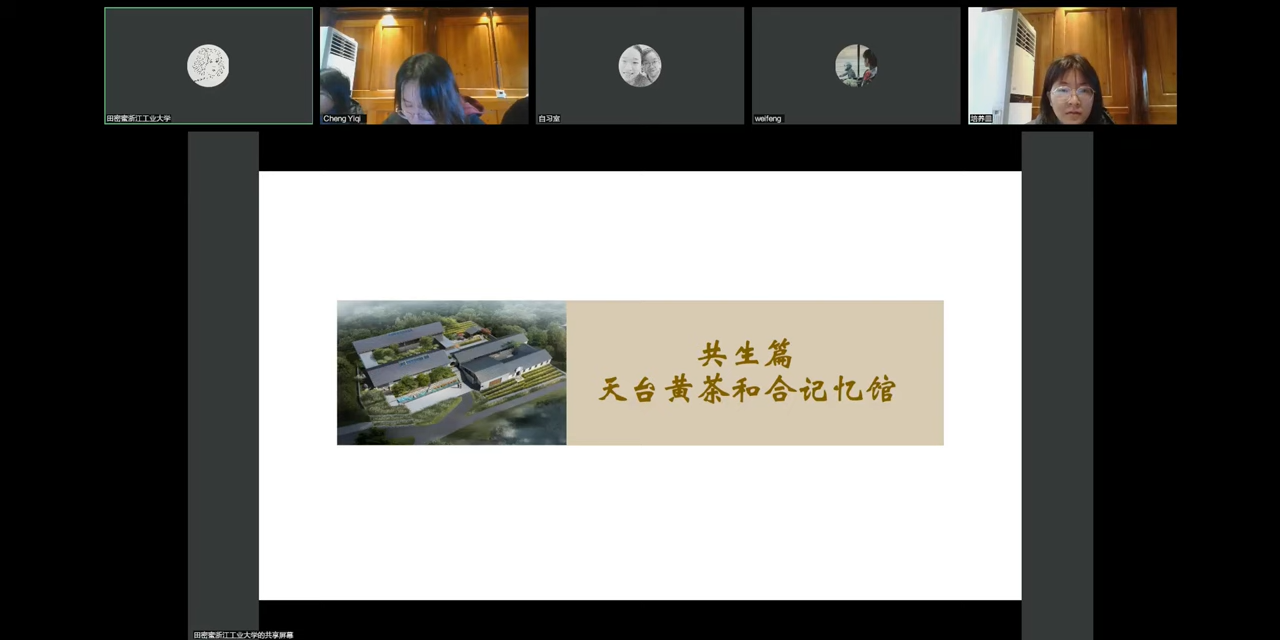 田密蜜浙江工业大学
Cheng Yiqi
自习室
weifeng
培养皿
共生篇
天台黄茶和合记忆馆
田密蜜浙江工业大学的共享屏幕